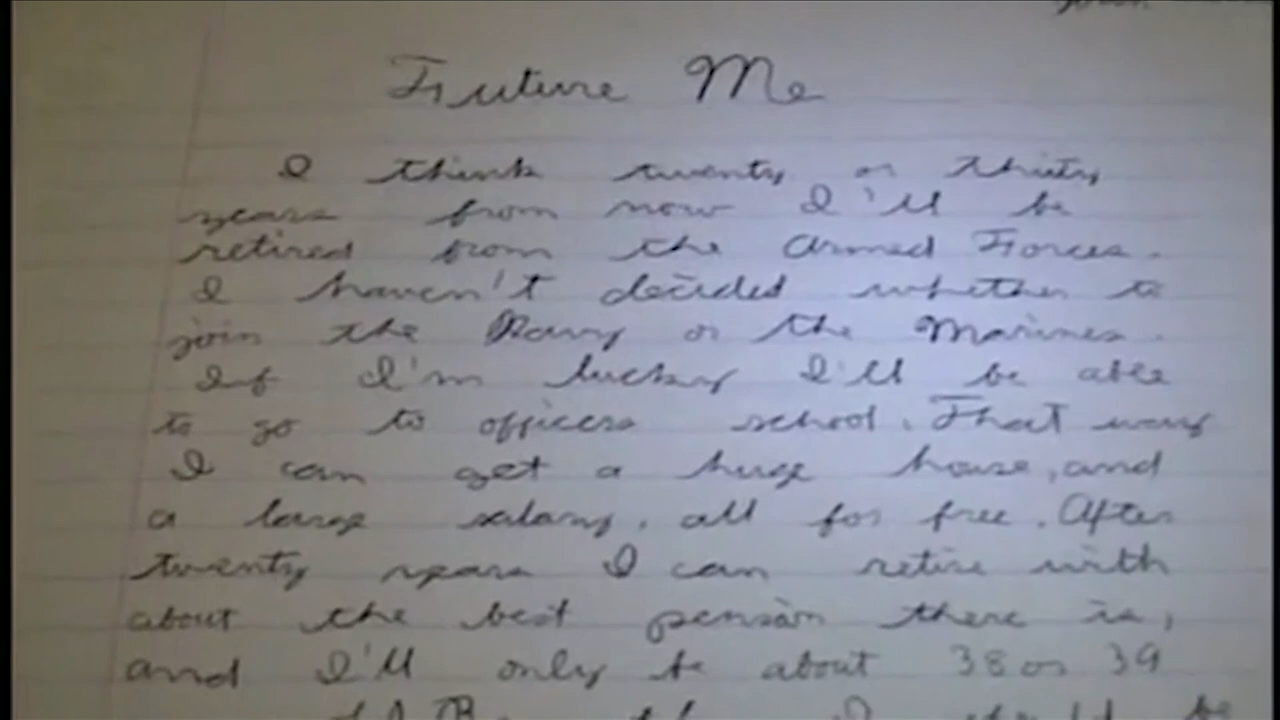 Future Me
I think twenty or thirty
years from now I'll be
retired from the Armed Forces.
I haven't decided whether to
join the Navy or the Marines.
If I'm lucky I'll be able
to go to officers school. That way
I can get a huge house, and
a large salary, all for free. After
twenty years I can retire with
about the best pension there is,
and I'll only be about 38 or 39
I should be